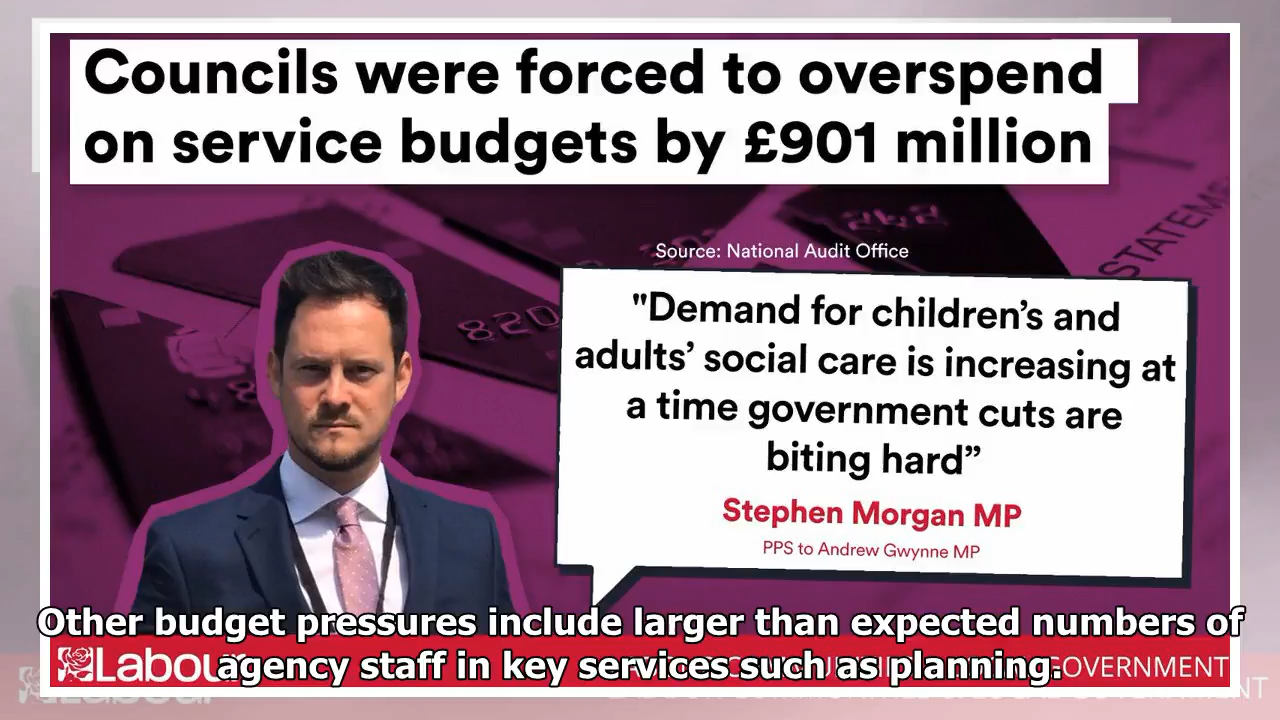 Councils were forced to overspend
on service budgets by £901 million
STATEME
Source: National Audit Office
"Demand for children’s and
adults’ social care is increasing at
a time government cuts are
biting hard”
Stephen Morgan MP
PPS to Andrew Gwynne MP
820
Other budget pressures include larger than expected numbers of
agency staff in key services such as planning.
Labour
GOVERNMENT